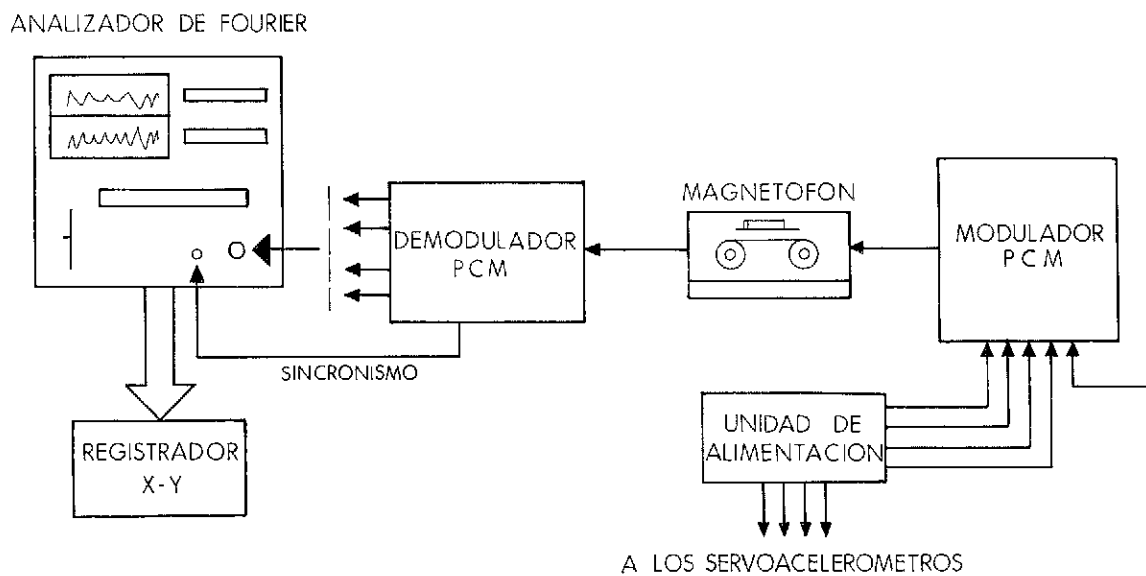 ANALIZADOR DE FOURIER
MAGNETOFON
DEMODULADOR
PCM
MODULADOR
PCM
SINCRONISMO
REGISTRADOR
X-Y
UNIDAD DE
ALIMENTACION
A LOS SERVOACELEROMETROS